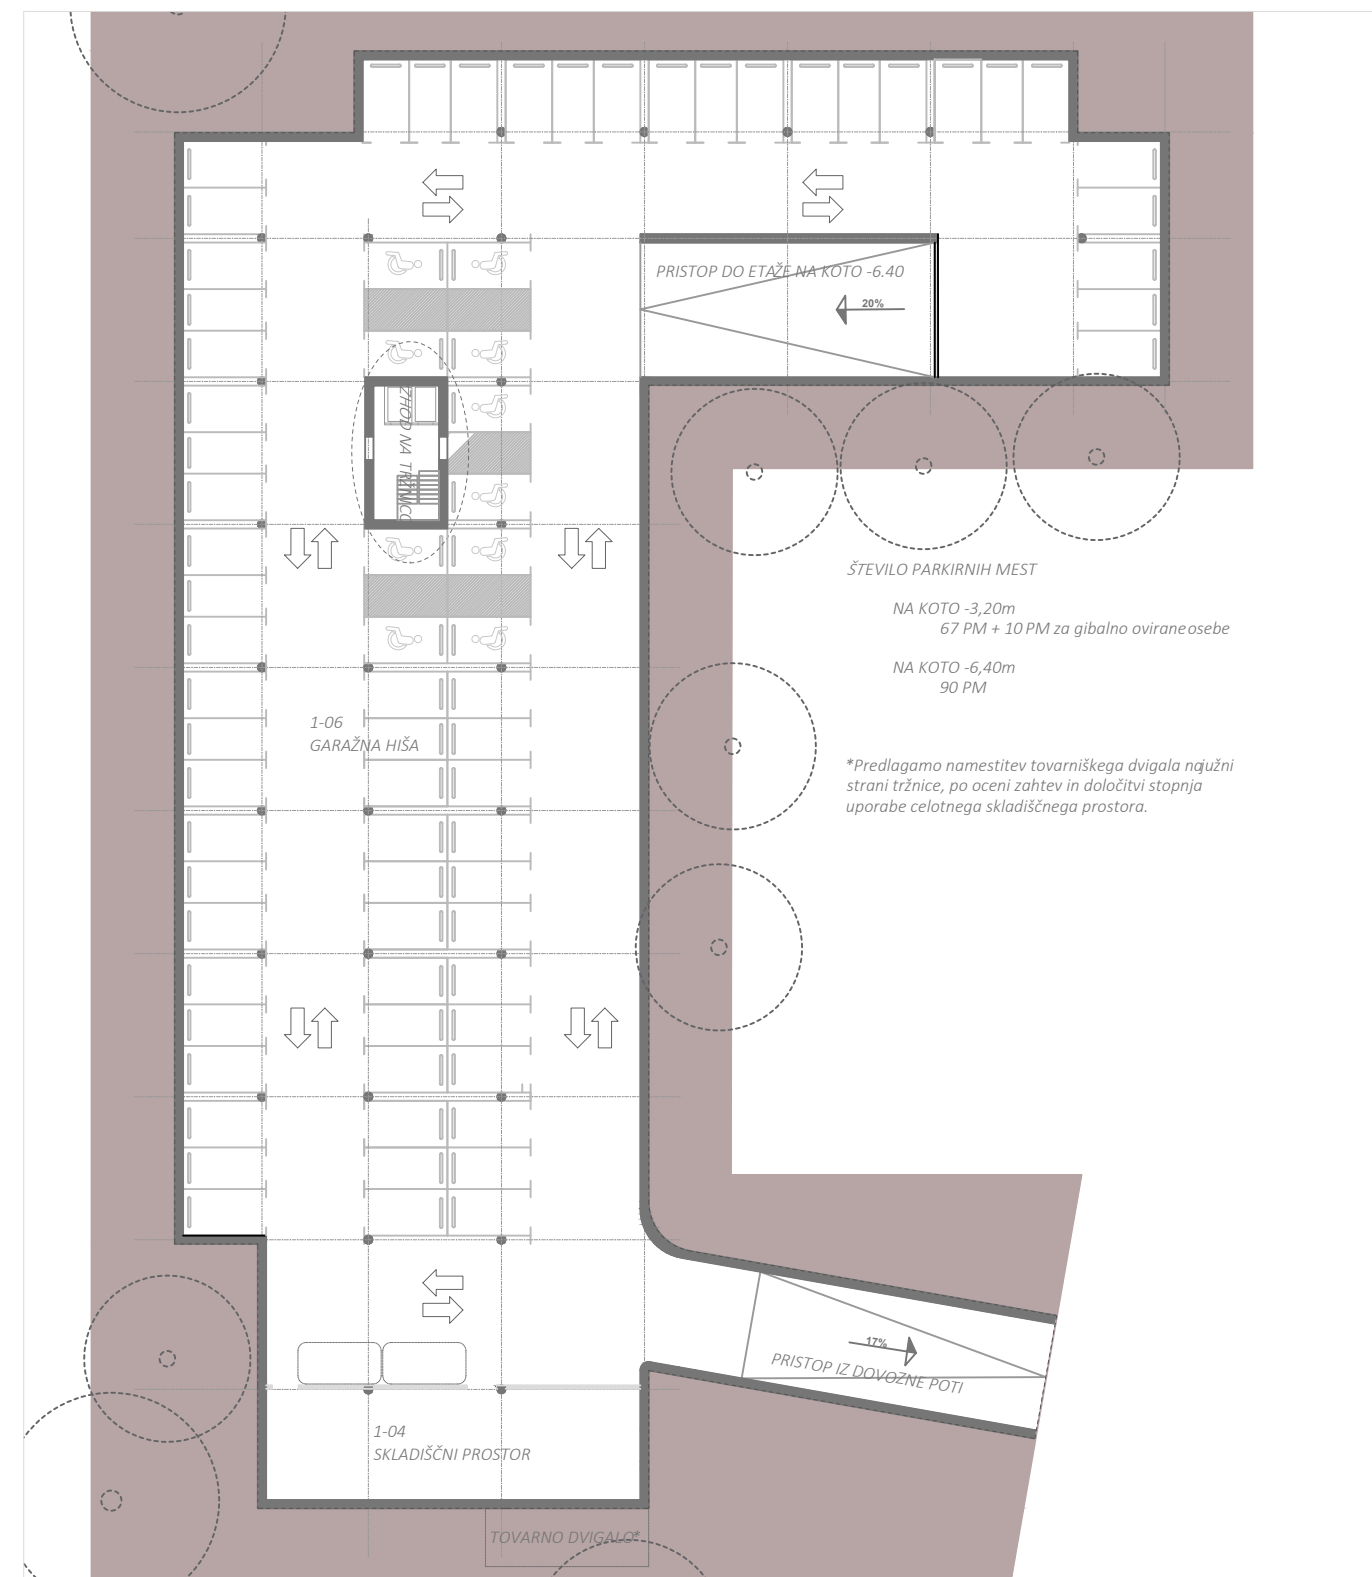 PRISTOP DO ETAŽE NA KOTO -6.40
20%
IZHOD NA TRŽNICO
ŠTEVILO PARKIRNIH MEST
NA KOTO -3,20m
67 PM + 10 PM za gibalno ovirane osebe
NA KOTO -6,40m
90 PM
1-06
GARAŽNA HIŠA
*Predlagamo namestitev tovarniškega dvigala na južni
strani tržnice, po oceni zahtev in določitvi stopnja
uporabe celotnega skladiščnega prostora.
17%
PRISTOP IZ DOVOZNE POTI
1-04
SKLADIŠČNI PROSTOR
TOVARNO DVIGALO*